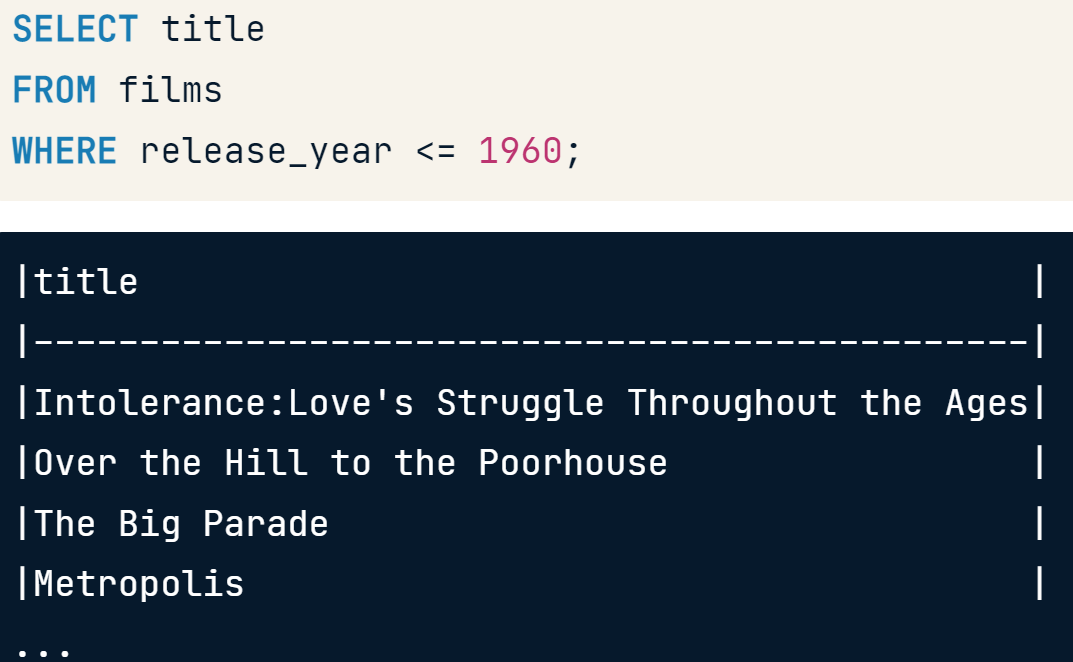 SELECT title
FROM films
WHERE release_year <= 1960;
|title                                          |
|-----------------------------------------------|
|Intolerance:Love's Struggle Throughout the Ages|
|Over the Hill to the Poorhouse                 |
|The Big Parade                                 |
|Metropolis                                     |
...